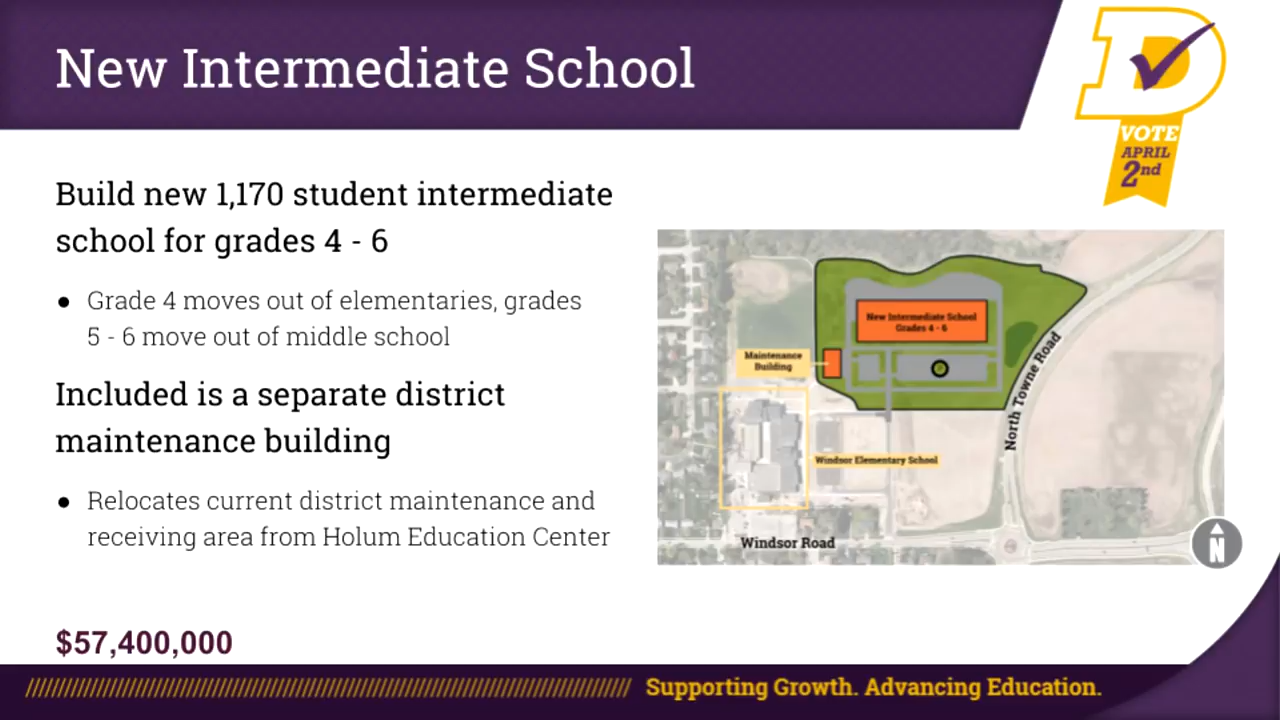 New Intermediate School
VOTE
APRIL
2nd
Build new 1,170 student intermediate
school for grades 4 - 6
● Grade 4 moves out of elementaries, grades
5 - 6 move out of middle school
Included is a separate district
maintenance building
● Relocates current district maintenance and
receiving area from Holum Education Center
$57,400,000
New Intermediate School
Grades 4 - 6
Maintenance
Building
North Towne Road
Windsor Elementary School
Windsor Road
N
Supporting Growth. Advancing Education.